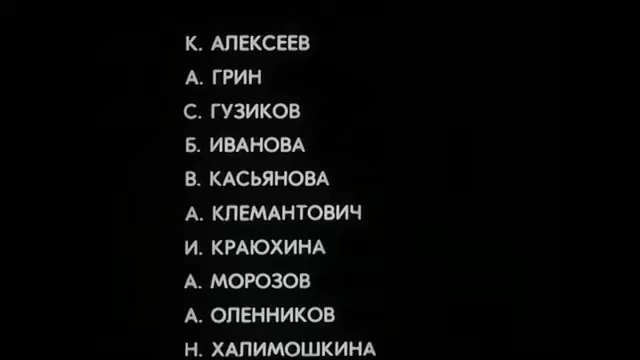 К. АЛЕКСЕЕВ
А. ГРИН
С. ГУЗИКОВ
Б. ИВАНОВА
В. КАСЬЯНОВА
А. КЛЕМАНТОВИЧ
И. КРАЮХИНА
А. МОРОЗОВ
А. ОЛЕННИКОВ
Н. ХАЛИМОШКИНА